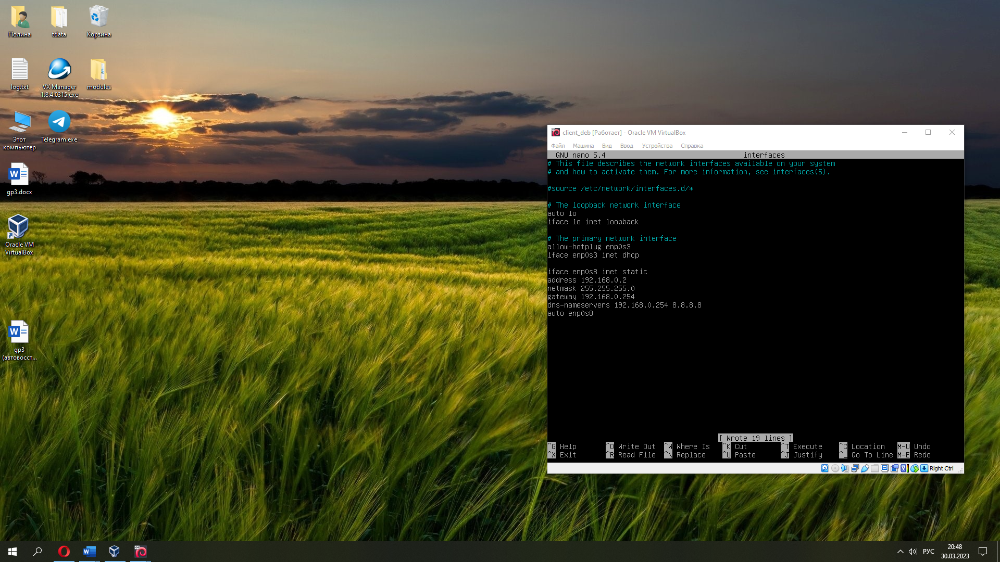 Полина
tdata
Корзина
log.txt
VX Manager
1.8.4.0315.exe
modules
Этот
компьютер
Telegram.exe
gp3.docx
Oracle VM
VirtualBox
gp3
(автовосст...
client_deb [Работает] - Oracle VM VirtualBox
Файл Машина Вид Ввод Устройства Справка
GNU nano 5.4 interfaces
# This file describes the network interfaces available on your system
# and how to activate them. For more information, see interfaces(5).
#source /etc/network/interfaces.d/*
# The loopback network interface
auto lo
iface lo inet loopback
# The primary network interface
allow-hotplug enp0s3
iface enp0s3 inet dhcp
iface enp0s8 inet static
address 192.168.0.2
netmask 255.255.255.0
gateway 192.168.0.254
dns-nameservers 192.168.0.254 8.8.8.8
auto enp0s8
[ Wrote 19 lines ]
^G Help ^O Write Out ^W Where Is ^K Cut ^T Execute ^C Location M-U Undo
^X Exit ^R Read File ^\ Replace ^U Paste ^J Justify ^_ Go To Line M-E Redo
Right Ctrl
РУС
20:48
30.03.2023